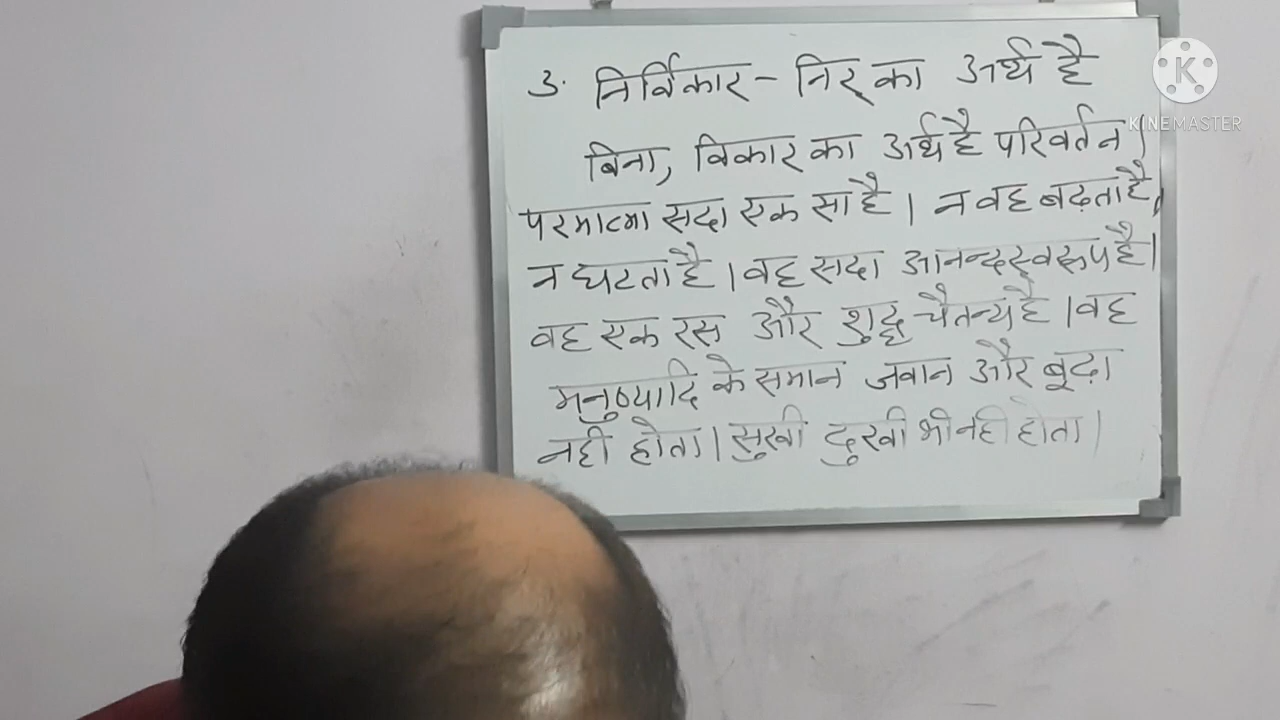 3. निर्विकार - निर् का अर्थ है
बिना, विकार का अर्थ है परिवर्तन।
परमात्मा सदा एक सा है। न वह बढ़ता है,
न घटता है। वह सदा आनन्दस्वरूप है।
वह एक रस और शुद्ध चैतन्य है। वह
मनुष्यादि के समान जवान और बूढ़ा
नही होता। सुखी दुखी भी नही होता।
K
KINEMASTER